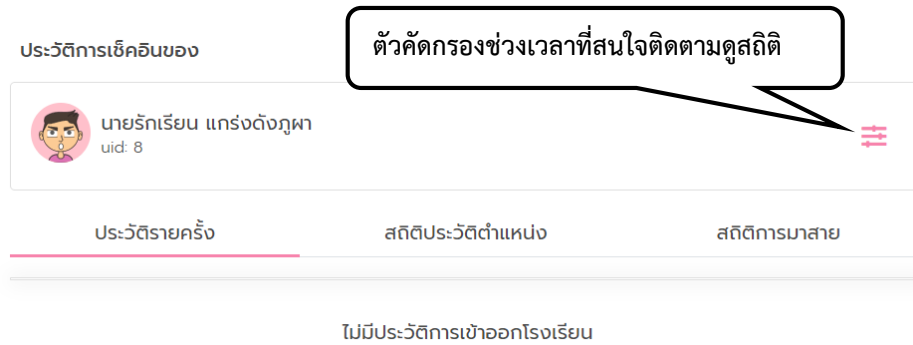 ตัวคัดกรองช่วงเวลาที่สนใจติดตามดูสถิติ
ประวัติการเช็คอินของ
นายรักเรียน แกร่งดังภูผา
uid: 8
ประวัติรายครั้ง
สถิติประวัติตำแหน่ง
สถิติการมาสาย
ไม่มีประวัติการเข้าออกโรงเรียน